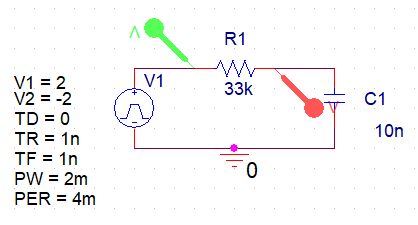 V
R1
V1
33k
V1 = 2
V2 = -2
TD = 0
TR = 1n
TF = 1n
PW = 2m
PER = 4m
V
C1
10n
0